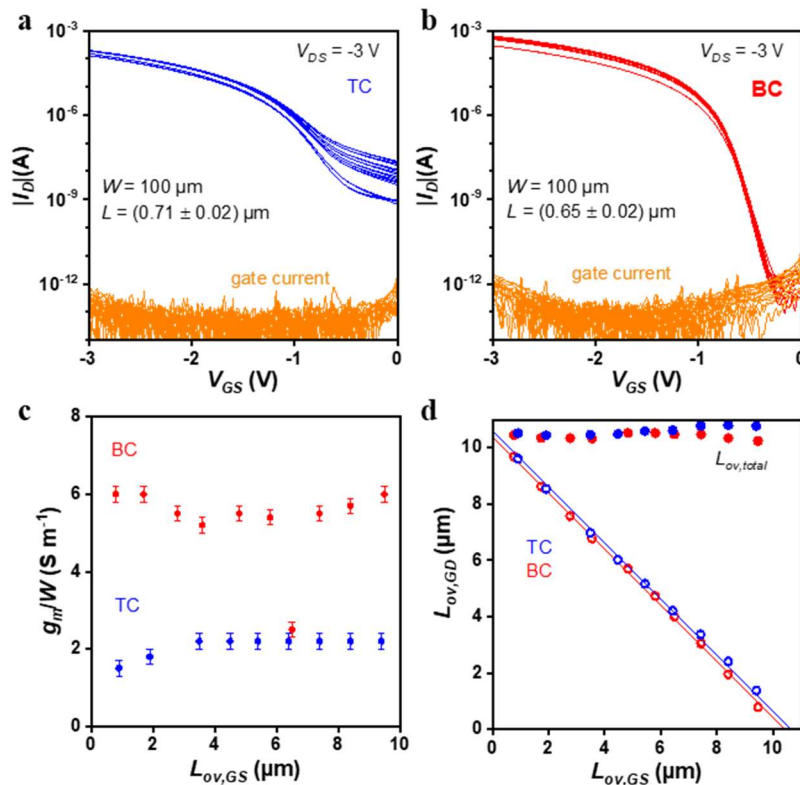 a
V_DS = -3 V
TC
W = 100 µm
L = (0.71 ± 0.02) µm
gate current
|I_D|(A)
10⁻³
10⁻⁶
10⁻⁹
10⁻¹²
-3 -2 -1 0
V_GS (V)
b
V_DS = -3 V
BC
W = 100 µm
L = (0.65 ± 0.02) µm
gate current
|I_D|(A)
10⁻³
10⁻⁶
10⁻⁹
10⁻¹²
-3 -2 -1 0
V_GS (V)
c
BC
TC
g_m/W (S m⁻¹)
8
6
4
2
0
0 2 4 6 8 10
L_ov,GS (µm)
d
L_ov,total
TC
BC
L_ov,GD (µm)
10
8
6
4
2
0
0 2 4 6 8 10
L_ov,GS (µm)